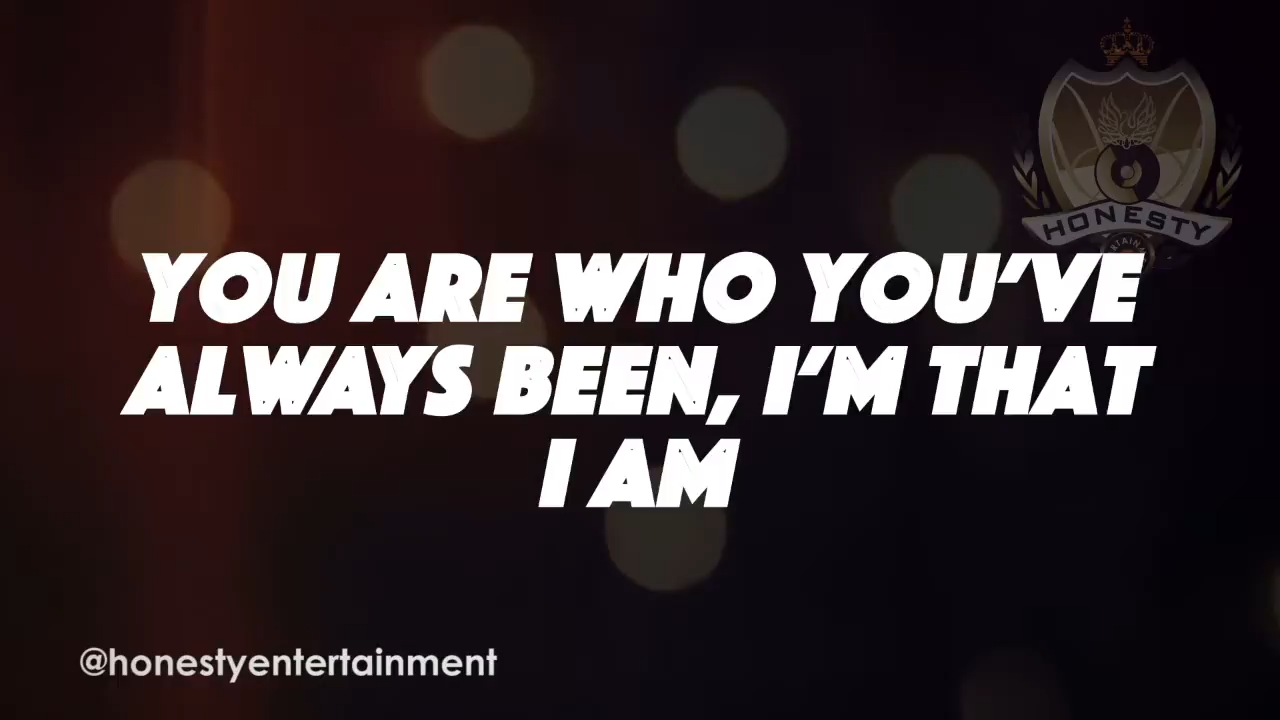 HONESTY
YOU ARE WHO YOU'VE
ALWAYS BEEN, I'M THAT
I AM
@honestyentertainment